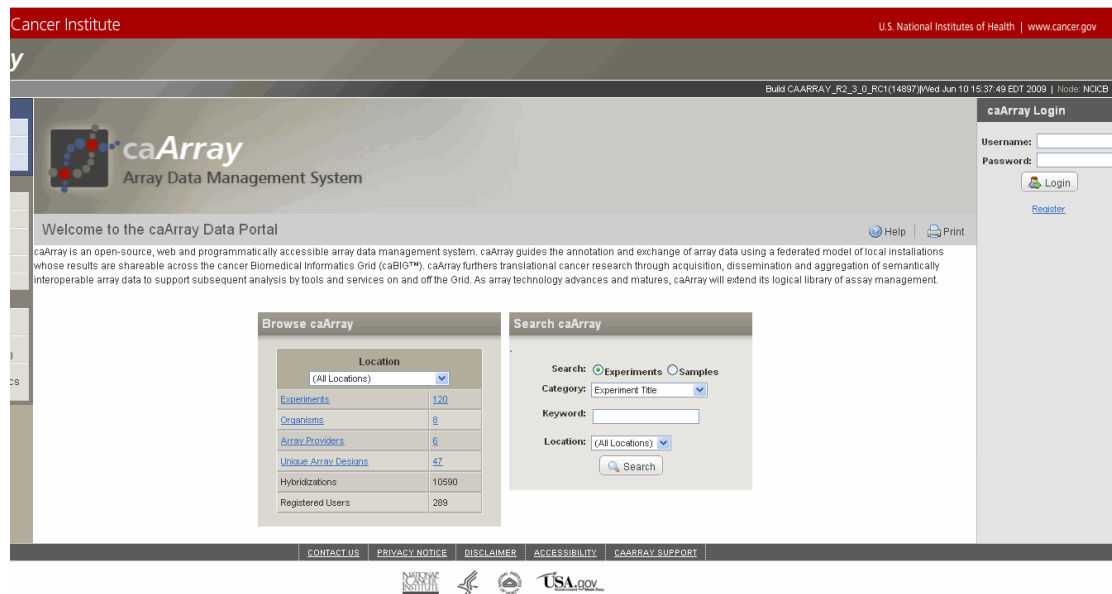 Cancer Institute
U.S. National Institutes of Health | www.cancer.gov
y
Build CAARRAY_R2_3_0_RC1(14897)|Wed Jun 10 15:37:49 EDT 2009 | Node: NCICB
caArray Login
caArray
Array Data Management System
Username:
Password:
Login
Register
Welcome to the caArray Data Portal
Help | Print
caArray is an open-source, web and programmatically accessible array data management system. caArray guides the annotation and exchange of array data using a federated model of local installations
whose results are shareable across the cancer Biomedical Informatics Grid (caBIG™). caArray furthers translational cancer research through acquisition, dissemination and aggregation of semantically
interoperable array data to support subsequent analysis by tools and services on and off the Grid. As array technology advances and matures, caArray will extend its logical library of assay management.
Browse caArray
Location
(All Locations)
Experiments 120
Organisms 8
Array Providers 6
Unique Array Designs 47
Hybridizations 10590
Registered Users 289
Search caArray
Search: Experiments Samples
Category: Experiment Title
Keyword:
Location: (All Locations)
Search
)
cs
CONTACT US PRIVACY NOTICE DISCLAIMER ACCESSIBILITY CAARRAY SUPPORT
NATIONAL CANCER INSTITUTE
USA.gov